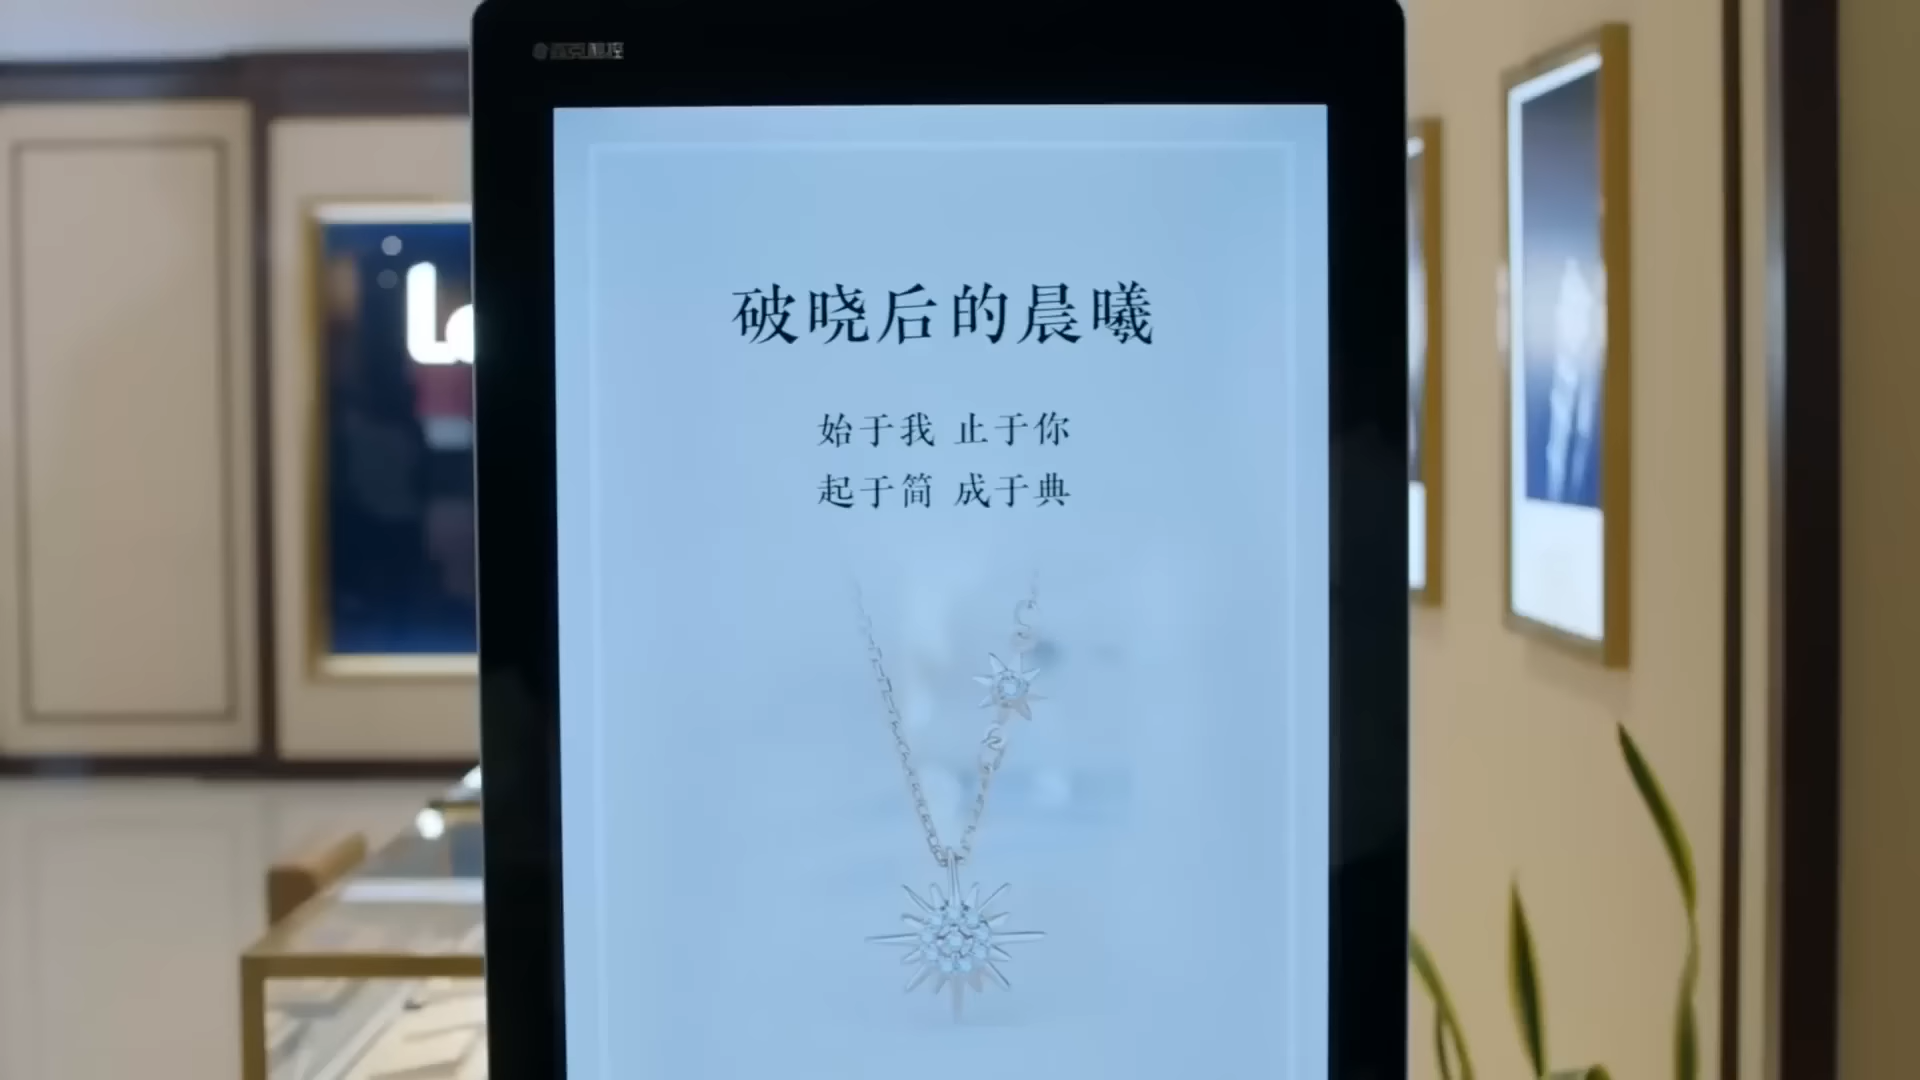 破晓后的晨曦
始于我 止于你
起于简 成于典